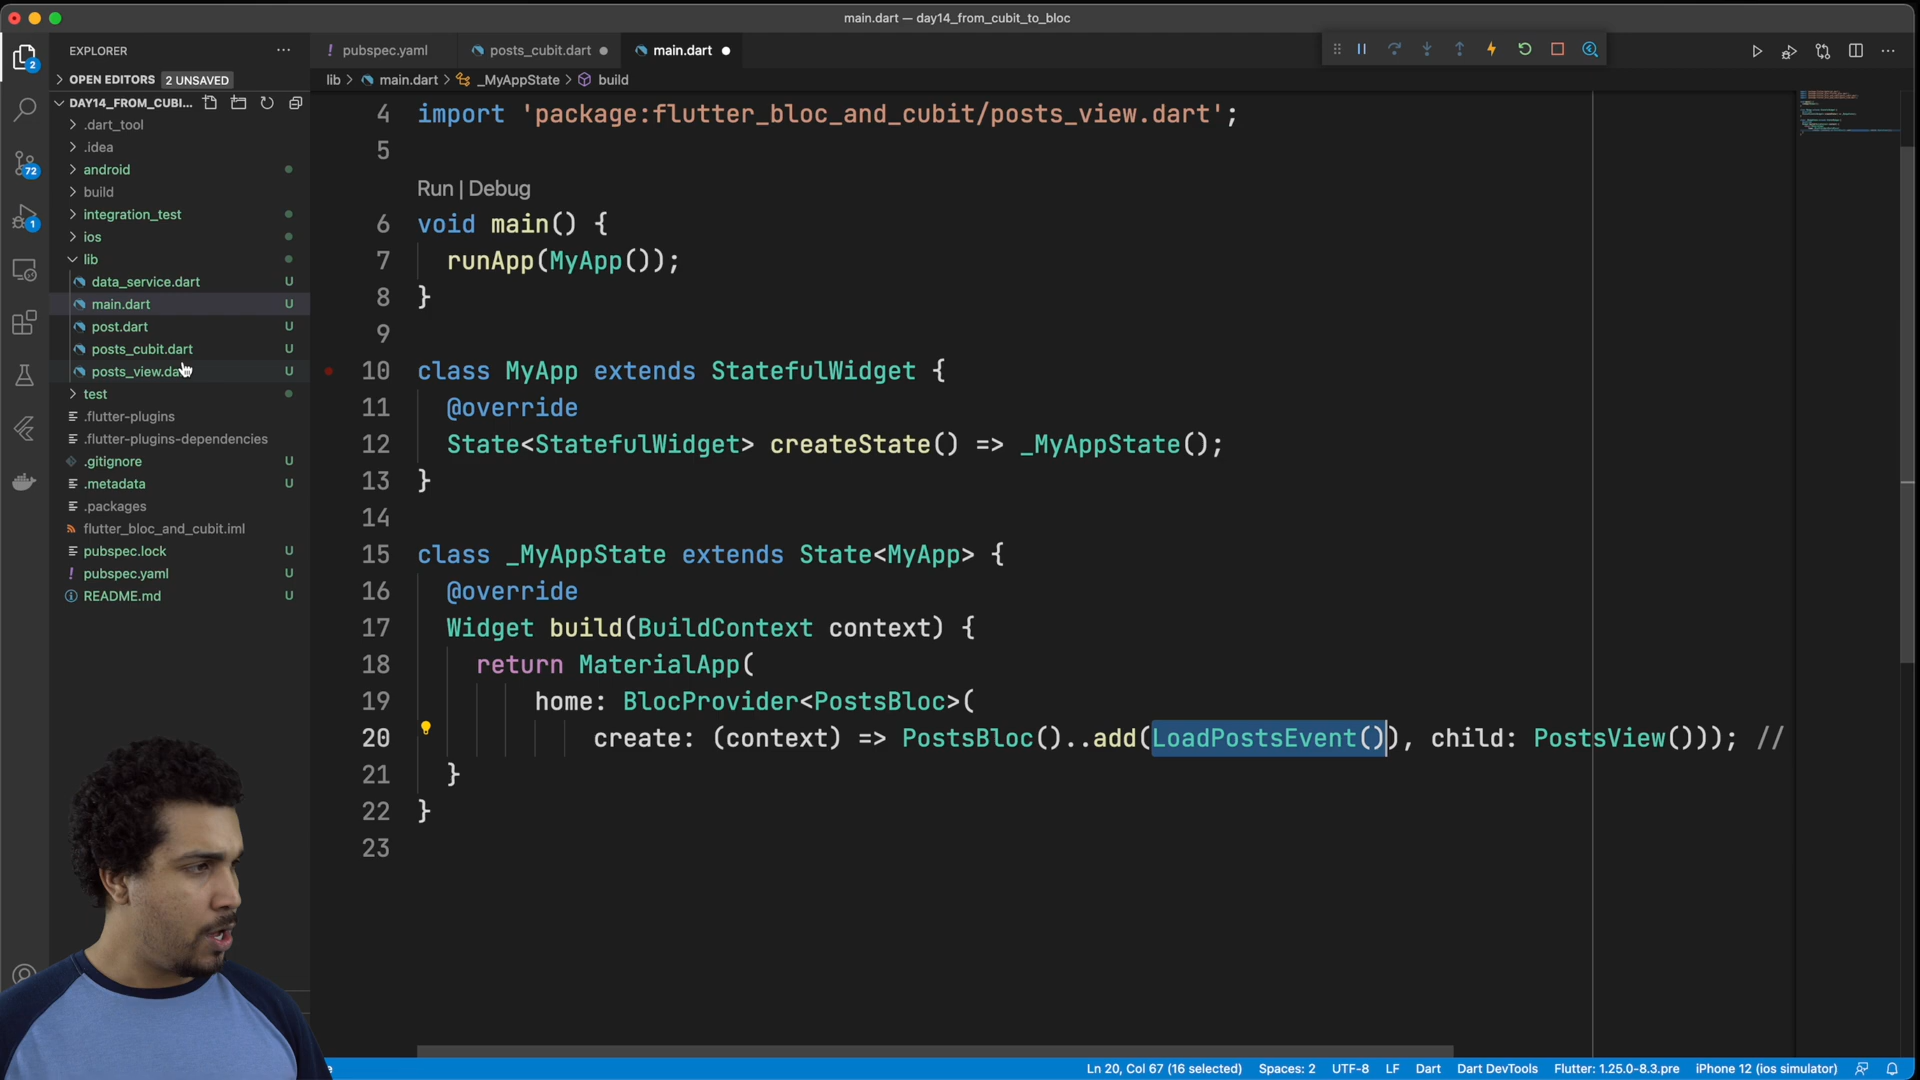 main.dart — day14_from_cubit_to_bloc
EXPLORER
pubspec.yaml
posts_cubit.dart
main.dart
OPEN EDITORS 2 UNSAVED
lib > main.dart > _MyAppState > build
DAY14_FROM_CUBI...
.dart_tool
.idea
android
build
integration_test
ios
lib
data_service.dart U
main.dart U
post.dart U
posts_cubit.dart U
posts_view.da U
test
.flutter-plugins
.flutter-plugins-dependencies
.gitignore U
.metadata U
.packages
flutter_bloc_and_cubit.iml
pubspec.lock U
pubspec.yaml U
README.md U
2
72
1
4 import 'package:flutter_bloc_and_cubit/posts_view.dart';
5
Run | Debug
6 void main() {
7 runApp(MyApp());
8 }
9
10 class MyApp extends StatefulWidget {
11 @override
12 State<StatefulWidget> createState() => _MyAppState();
13 }
14
15 class _MyAppState extends State<MyApp> {
16 @override
17 Widget build(BuildContext context) {
18 return MaterialApp(
19 home: BlocProvider<PostsBloc>(
20 create: (context) => PostsBloc()..add(LoadPostsEvent()), child: PostsView())); //
21 }
22 }
23
Ln 20, Col 67 (16 selected) Spaces: 2 UTF-8 LF Dart Dart DevTools Flutter: 1.25.0-8.3.pre iPhone 12 (ios simulator)